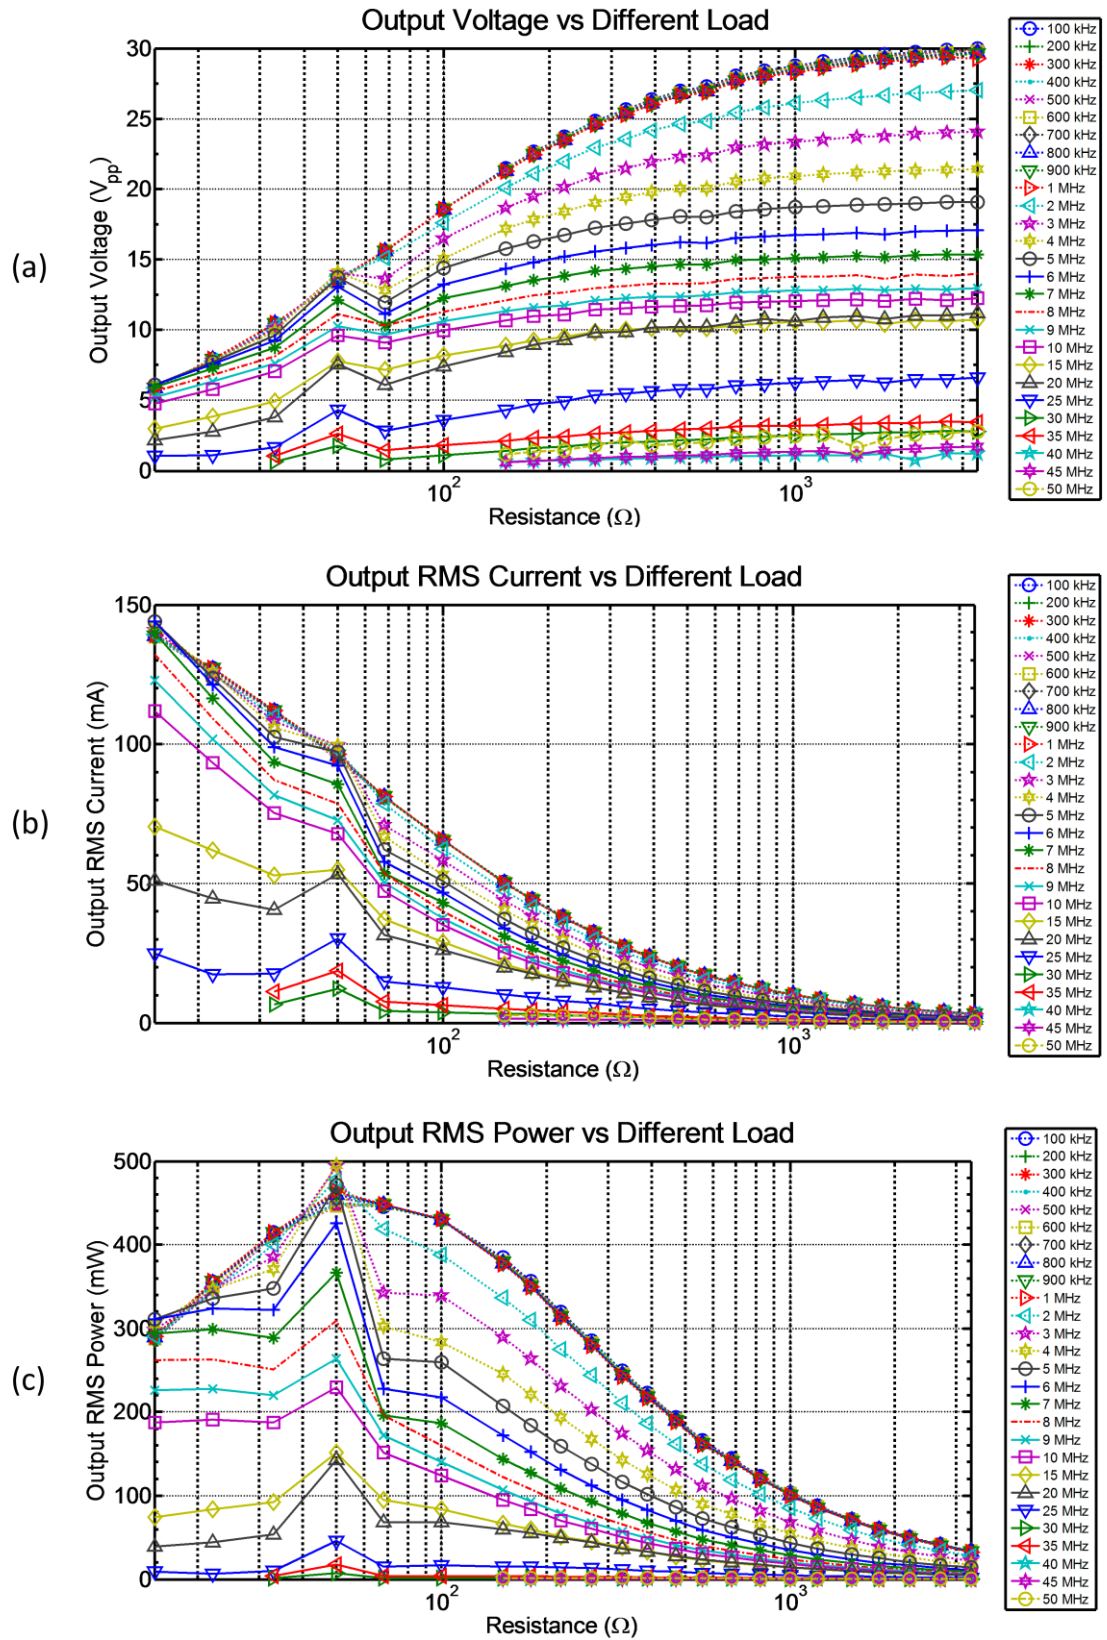 (a)
Output Voltage vs Different Load
Output Voltage (Vpp)
30
25
20
15
10
5
0
10²
10³
Resistance (Ω)
100 kHz
200 kHz
300 kHz
400 kHz
500 kHz
600 kHz
700 kHz
800 kHz
900 kHz
1 MHz
2 MHz
3 MHz
4 MHz
5 MHz
6 MHz
7 MHz
8 MHz
9 MHz
10 MHz
15 MHz
20 MHz
25 MHz
30 MHz
35 MHz
40 MHz
45 MHz
50 MHz
(b)
Output RMS Current vs Different Load
Output RMS Current (mA)
150
100
50
0
10²
10³
Resistance (Ω)
100 kHz
200 kHz
300 kHz
400 kHz
500 kHz
600 kHz
700 kHz
800 kHz
900 kHz
1 MHz
2 MHz
3 MHz
4 MHz
5 MHz
6 MHz
7 MHz
8 MHz
9 MHz
10 MHz
15 MHz
20 MHz
25 MHz
30 MHz
35 MHz
40 MHz
45 MHz
50 MHz
(c)
Output RMS Power vs Different Load
Output RMS Power (mW)
500
400
300
200
100
0
10²
10³
Resistance (Ω)
100 kHz
200 kHz
300 kHz
400 kHz
500 kHz
600 kHz
700 kHz
800 kHz
900 kHz
1 MHz
2 MHz
3 MHz
4 MHz
5 MHz
6 MHz
7 MHz
8 MHz
9 MHz
10 MHz
15 MHz
20 MHz
25 MHz
30 MHz
35 MHz
40 MHz
45 MHz
50 MHz